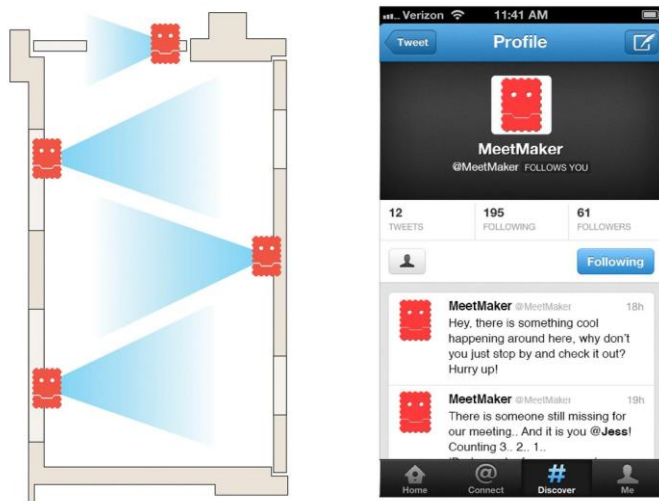 Verizon 11:41 AM
Tweet Profile
MeetMaker
@MeetMaker FOLLOWS YOU
12 195 61
TWEETS FOLLOWING FOLLOWERS
Following
MeetMaker @MeetMaker 18h
Hey, there is something cool
happening around here, why don't
you just stop by and check it out?
Hurry up!
MeetMaker @MeetMaker 19h
There is someone still missing for
our meeting.. And it is you @Jess!
Counting 3.. 2.. 1..
Home Connect Discover Me